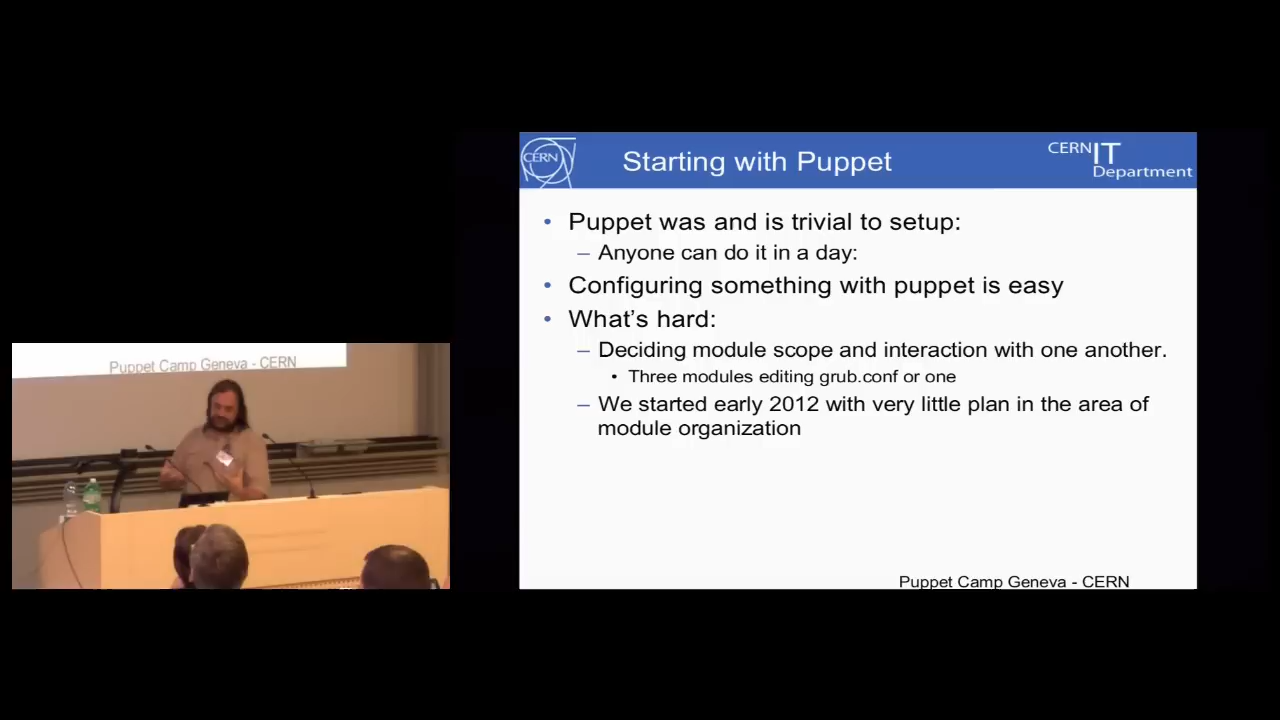 CERN
Starting with Puppet
CERN IT
Department
• Puppet was and is trivial to setup:
– Anyone can do it in a day:
• Configuring something with puppet is easy
• What's hard:
– Deciding module scope and interaction with one another.
• Three modules editing grub.conf or one
– We started early 2012 with very little plan in the area of
module organization
Puppet Camp Geneva - CERN
Puppet Camp Geneva - CERN